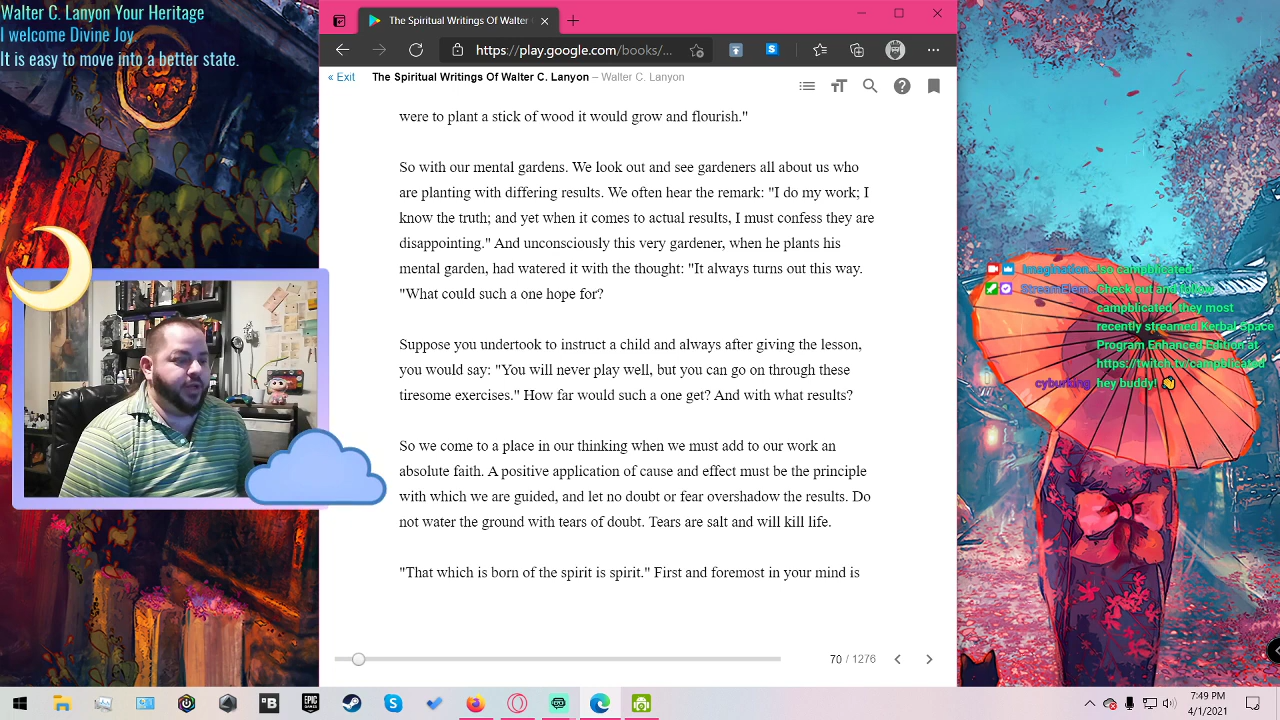 Walter C. Lanyon Your Heritage
I welcome Divine Joy
It is easy to move into a better state.
The Spiritual Writings Of Walter
https://play.google.com/books/...
« Exit
The Spiritual Writings Of Walter C. Lanyon – Walter C. Lanyon
were to plant a stick of wood it would grow and flourish."
So with our mental gardens. We look out and see gardeners all about us who
are planting with differing results. We often hear the remark: "I do my work; I
know the truth; and yet when it comes to actual results, I must confess they are
disappointing." And unconsciously this very gardener, when he plants his
mental garden, had watered it with the thought: "It always turns out this way.
"What could such a one hope for?
Suppose you undertook to instruct a child and always after giving the lesson,
you would say: "You will never play well, but you can go on through these
tiresome exercises." How far would such a one get? And with what results?
So we come to a place in our thinking when we must add to our work an
absolute faith. A positive application of cause and effect must be the principle
with which we are guided, and let no doubt or fear overshadow the results. Do
not water the ground with tears of doubt. Tears are salt and will kill life.
"That which is born of the spirit is spirit." First and foremost in your mind is
70 / 1276
Imagination.. !so campblicated
StreamElem.. Check out and follow
campblicated, they most
recently streamed Kerbal Space
Program Enhanced Edition at
https://twitch.tv/campblicated
cyburking hey buddy!
EPIC
GAMES
7:49 PM
4/1/2021